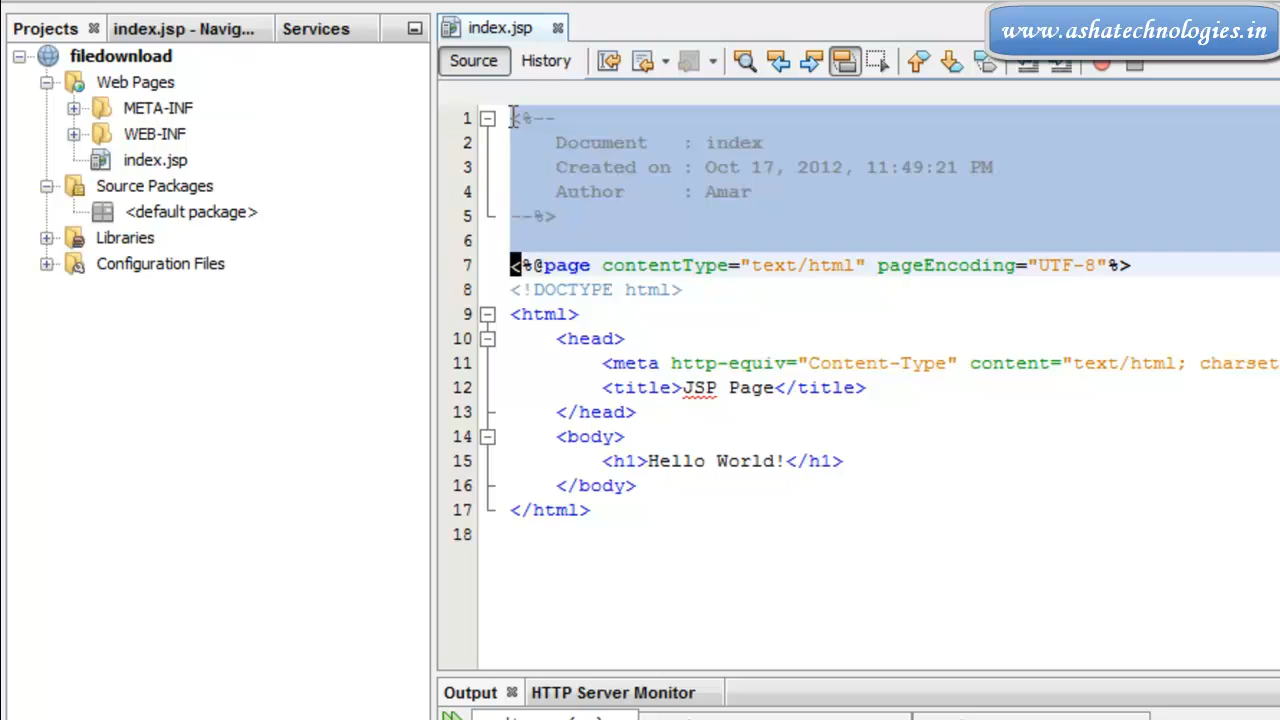 Projects
index.jsp - Navig...
Services
index.jsp
www.ashatechnologies.in
Source
History
filedownload
Web Pages
META-INF
WEB-INF
index.jsp
Source Packages
<default package>
Libraries
Configuration Files
1 <%--
2 Document : index
3 Created on : Oct 17, 2012, 11:49:21 PM
4 Author : Amar
5 --%>
6
7 <%@page contentType="text/html" pageEncoding="UTF-8"%>
8 <!DOCTYPE html>
9 <html>
10 <head>
11 <meta http-equiv="Content-Type" content="text/html; charset
12 <title>JSP Page</title>
13 </head>
14 <body>
15 <h1>Hello World!</h1>
16 </body>
17 </html>
18
Output
HTTP Server Monitor